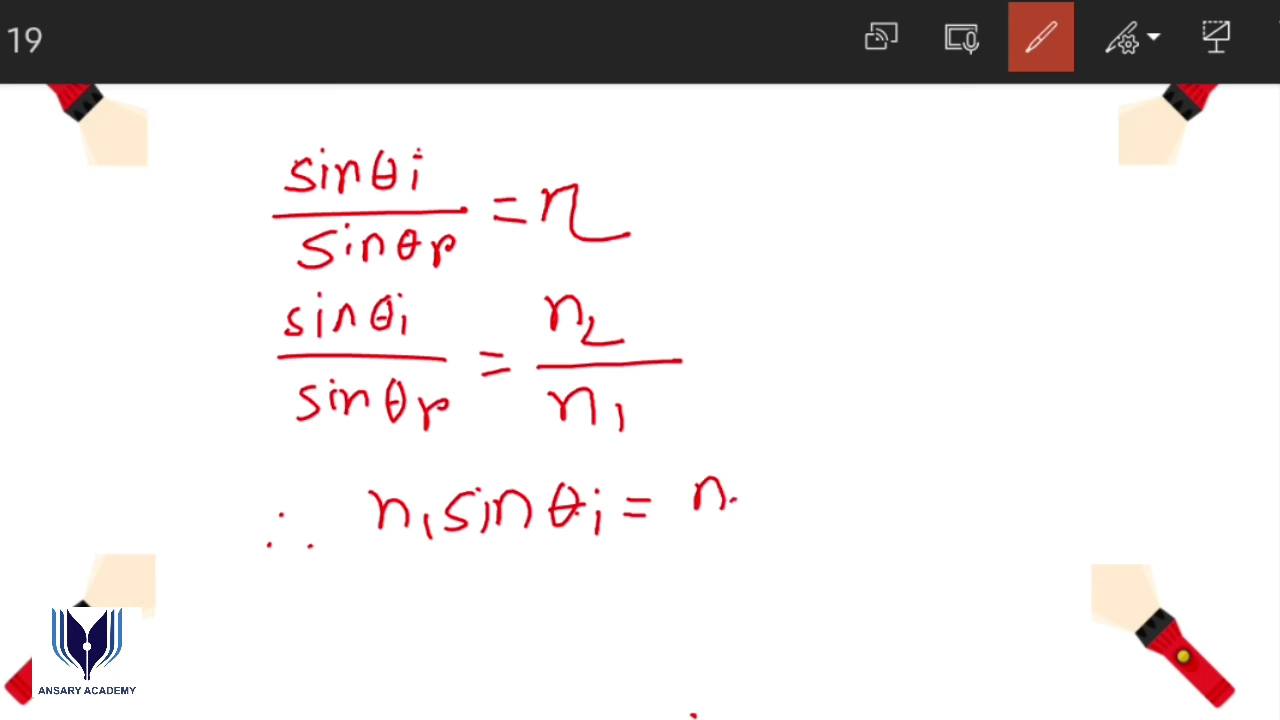 19
sinθi
sinθr = η
sinθi
sinθr = n2
n1
∴ n1 sinθi = n
ANSARY ACADEMY